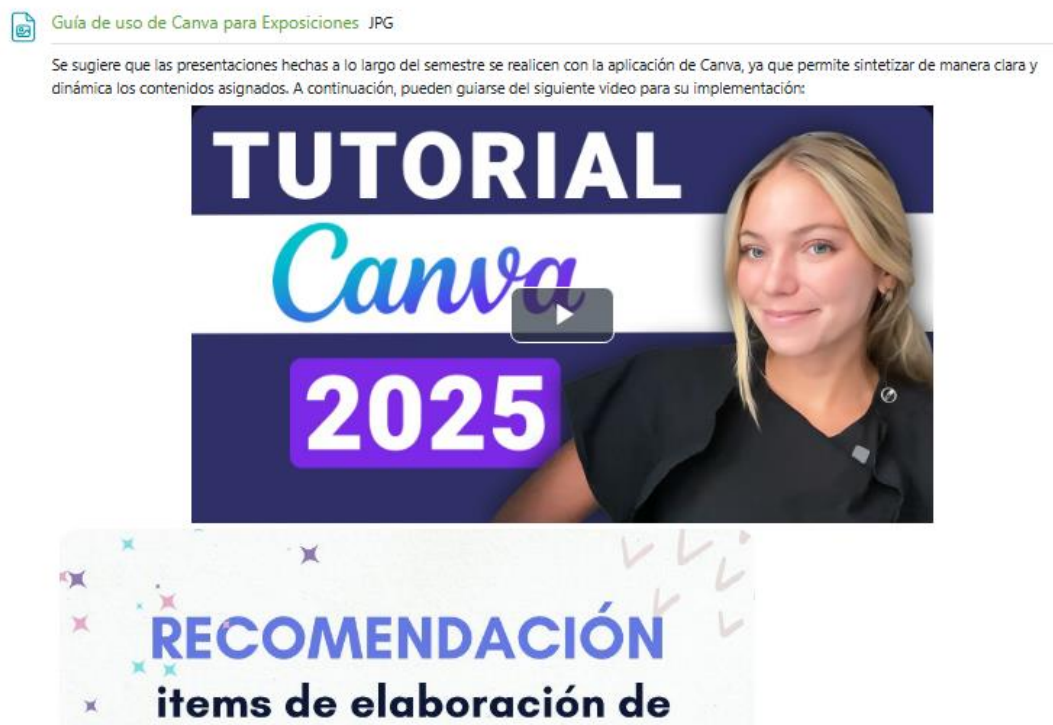 Guía de uso de Canva para Exposiciones JPG
Se sugiere que las presentaciones hechas a lo largo del semestre se realicen con la aplicación de Canva, ya que permite sintetizar de manera clara y
dinámica los contenidos asignados. A continuación, pueden guiarse del siguiente video para su implementación:
TUTORIAL
Canva
2025
RECOMENDACIÓN
items de elaboración de